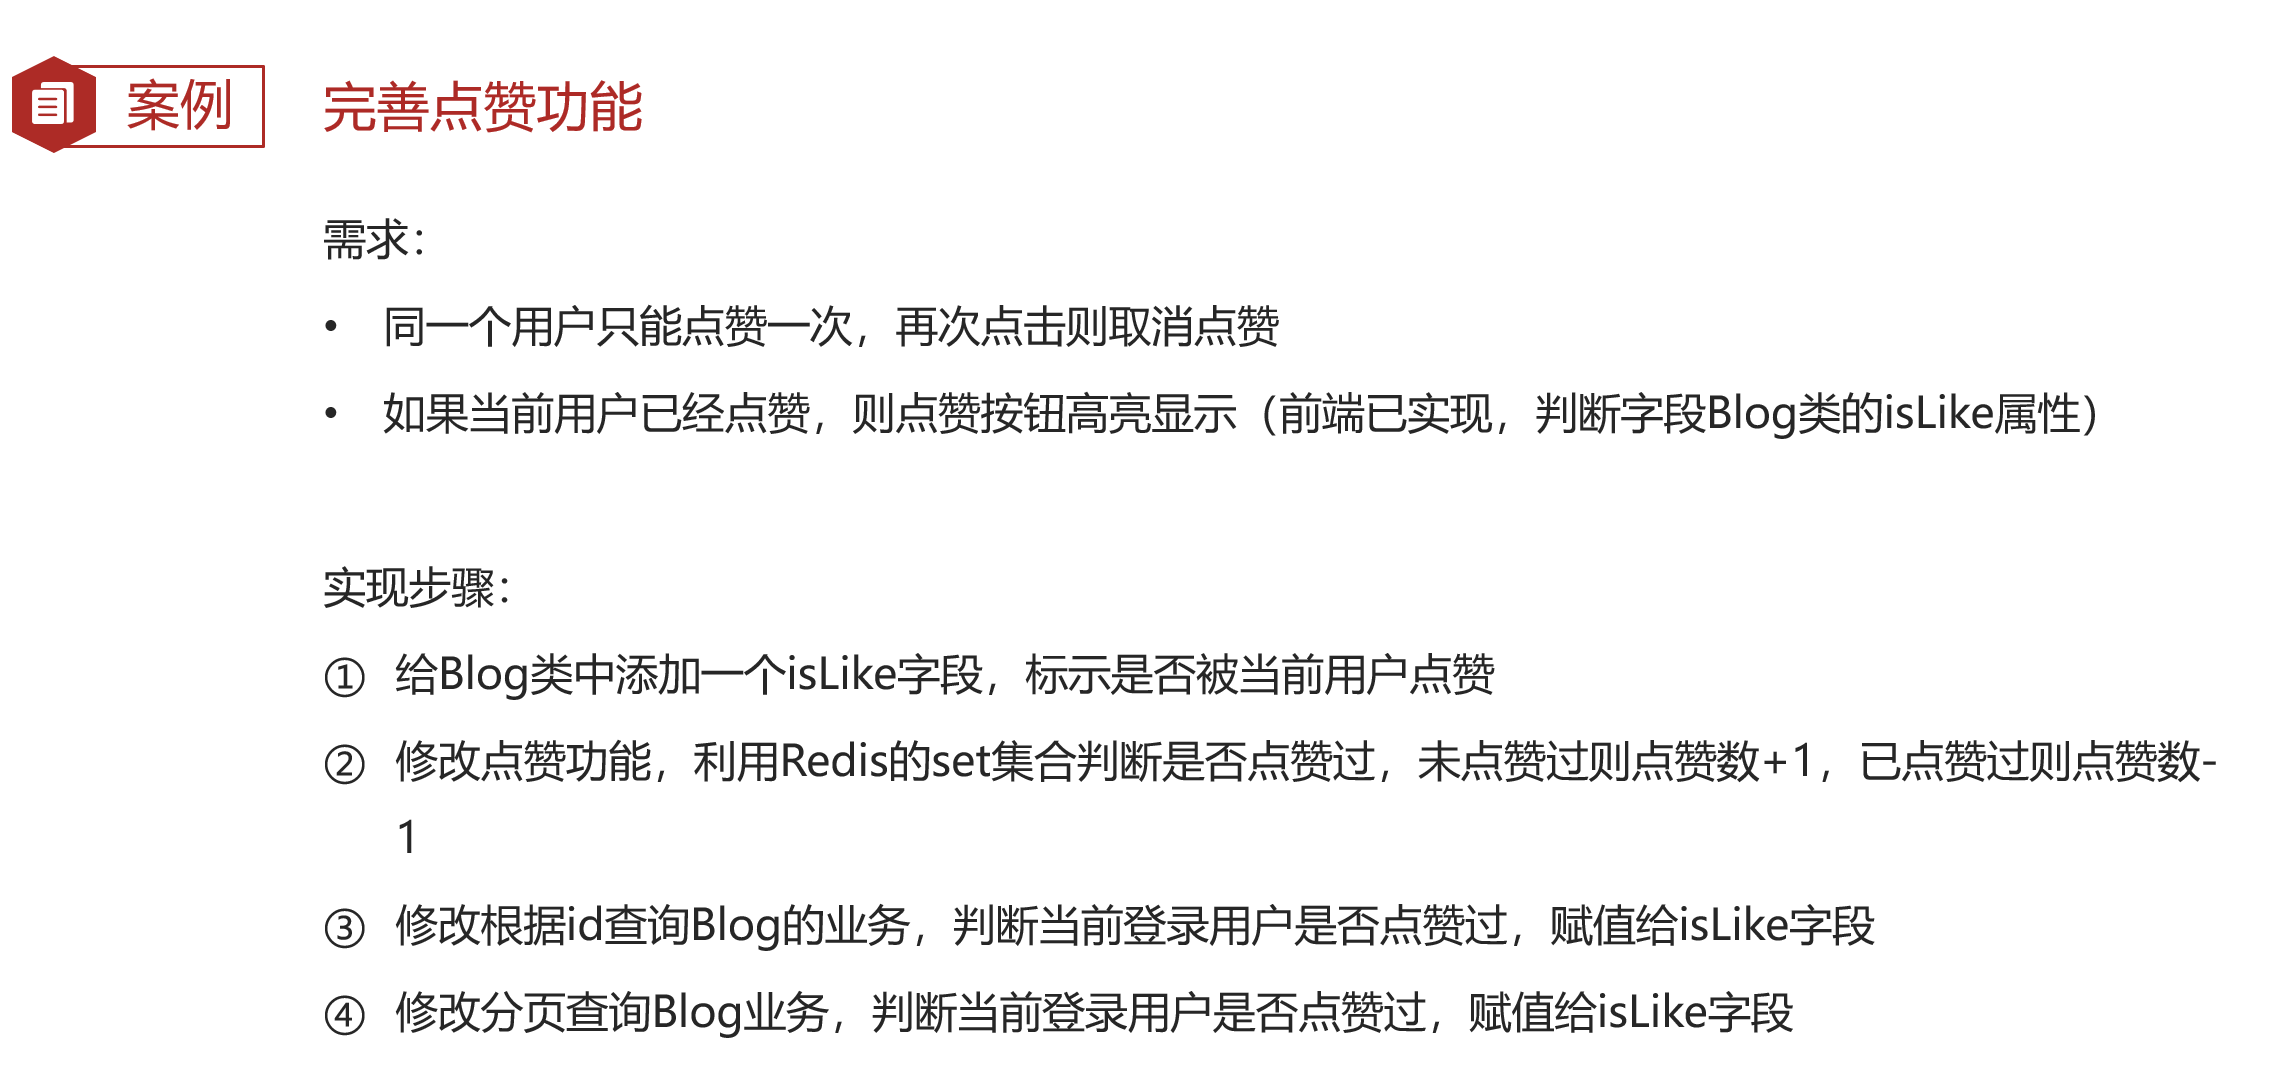 案例
完善点赞功能
需求：
• 同一个用户只能点赞一次，再次点击则取消点赞
• 如果当前用户已经点赞，则点赞按钮高亮显示（前端已实现，判断字段Blog类的isLike属性）
实现步骤：
① 给Blog类中添加一个isLike字段，标示是否被当前用户点赞
② 修改点赞功能，利用Redis的set集合判断是否点赞过，未点赞过则点赞数+1，已点赞过则点赞数-
1
③ 修改根据id查询Blog的业务，判断当前登录用户是否点赞过，赋值给isLike字段
④ 修改分页查询Blog业务，判断当前登录用户是否点赞过，赋值给isLike字段